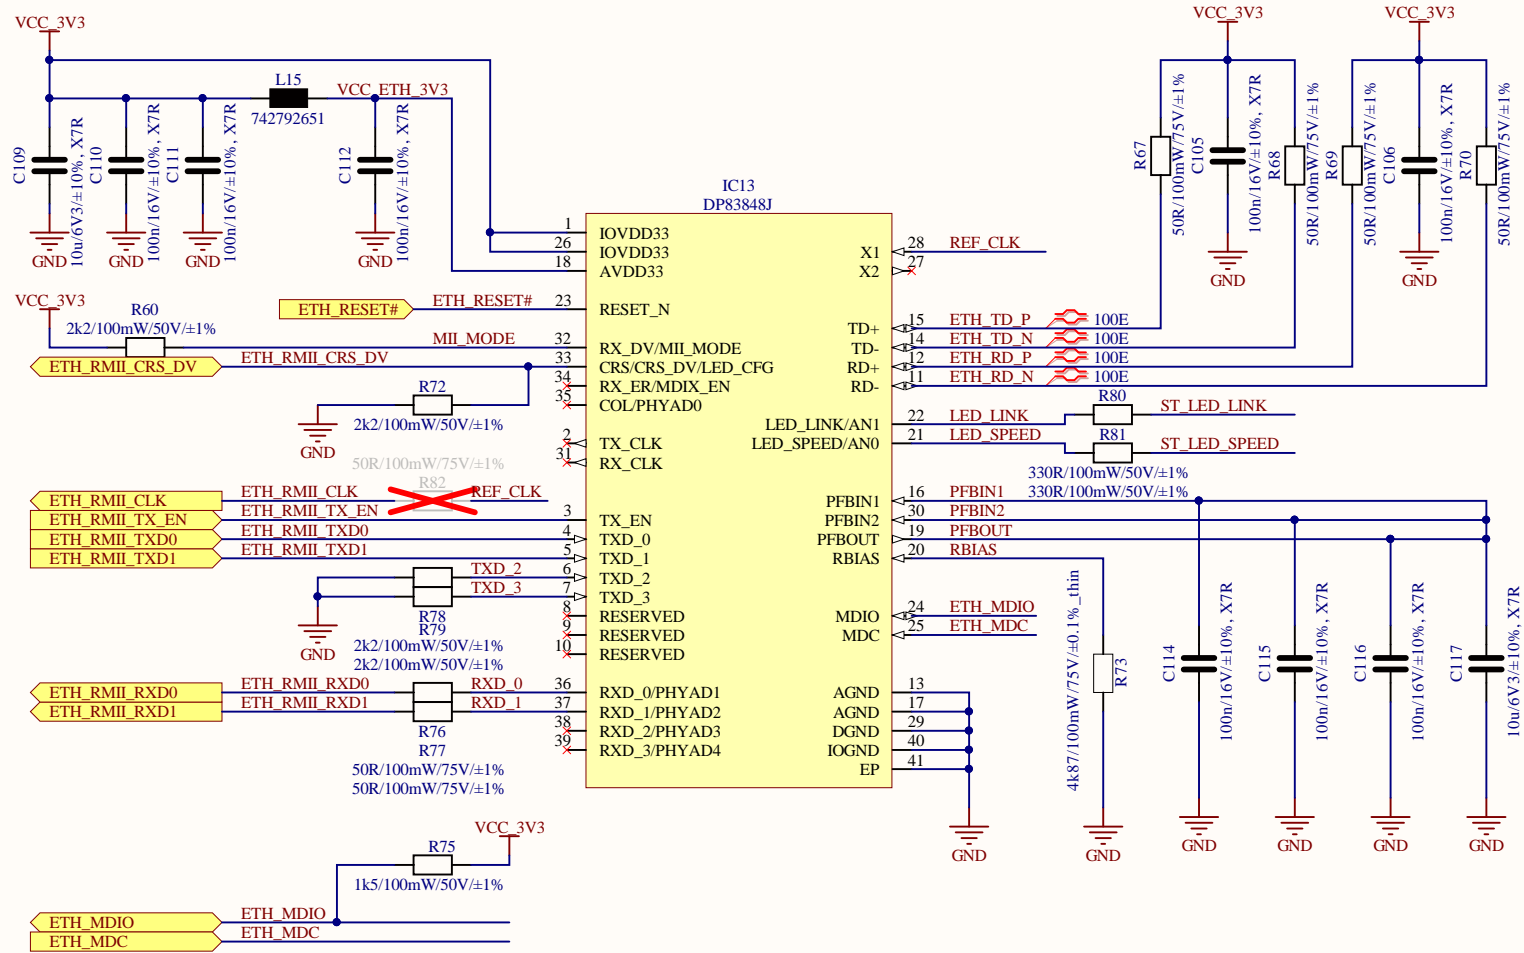 VCC_3V3
L15
742792651
VCC_ETH_3V3
C109
10u/6V3/±10%, X7R
C110
100n/16V/±10%, X7R
C111
100n/16V/±10%, X7R
C112
100n/16V/±10%, X7R
GND
GND
GND
GND
VCC_3V3
VCC_3V3
R67
50R/100mW/75V/±1%
C105
100n/16V/±10%, X7R
R68
50R/100mW/75V/±1%
R69
50R/100mW/75V/±1%
C106
100n/16V/±10%, X7R
R70
50R/100mW/75V/±1%
GND
GND
IC13
DP83848J
1 IOVDD33
26 IOVDD33
18 AVDD33
ETH_RESET# ETH_RESET# 23 RESET_N
VCC_3V3
R60
2k2/100mW/50V/±1%
MII_MODE 32 RX_DV/MII_MODE
ETH_RMII_CRS_DV ETH_RMII_CRS_DV 33 CRS/CRS_DV/LED_CFG
34 RX_ER/MDIX_EN
35 COL/PHYAD0
R72
2k2/100mW/50V/±1%
GND
2 TX_CLK
31 RX_CLK
50R/100mW/75V/±1%
R82
ETH_RMII_CLK ETH_RMII_CLK REF_CLK
ETH_RMII_TX_EN ETH_RMII_TX_EN 3 TX_EN
ETH_RMII_TXD0 ETH_RMII_TXD0 4 TXD_0
ETH_RMII_TXD1 ETH_RMII_TXD1 5 TXD_1
TXD_2 6 TXD_2
TXD_3 7 TXD_3
R78
R79
2k2/100mW/50V/±1%
2k2/100mW/50V/±1%
GND
8 RESERVED
9 RESERVED
10 RESERVED
ETH_RMII_RXD0 ETH_RMII_RXD0 RXD_0 36 RXD_0/PHYAD1
ETH_RMII_RXD1 ETH_RMII_RXD1 RXD_1 37 RXD_1/PHYAD2
38 RXD_2/PHYAD3
39 RXD_3/PHYAD4
R76
R77
50R/100mW/75V/±1%
50R/100mW/75V/±1%
X1 28 REF_CLK
X2 27
TD+ 15 ETH_TD_P 100E
TD- 14 ETH_TD_N 100E
RD+ 12 ETH_RD_P 100E
RD- 11 ETH_RD_N 100E
LED_LINK/AN1 22 LED_LINK R80 ST_LED_LINK
LED_SPEED/AN0 21 LED_SPEED R81 ST_LED_SPEED
330R/100mW/50V/±1%
330R/100mW/50V/±1%
PFBIN1 16 PFBIN1
PFBIN2 30 PFBIN2
PFBOUT 19 PFBOUT
RBIAS 20 RBIAS
MDIO 24 ETH_MDIO
MDC 25 ETH_MDC
AGND 13
AGND 17
DGND 29
IOGND 40
EP 41
GND
4k87/100mW/75V/±0.1%_thin
R73
GND
C114
100n/16V/±10%, X7R
GND
C115
100n/16V/±10%, X7R
GND
C116
100n/16V/±10%, X7R
GND
C117
10u/6V3/±10%, X7R
GND
VCC_3V3
R75
1k5/100mW/50V/±1%
ETH_MDIO ETH_MDIO
ETH_MDC ETH_MDC